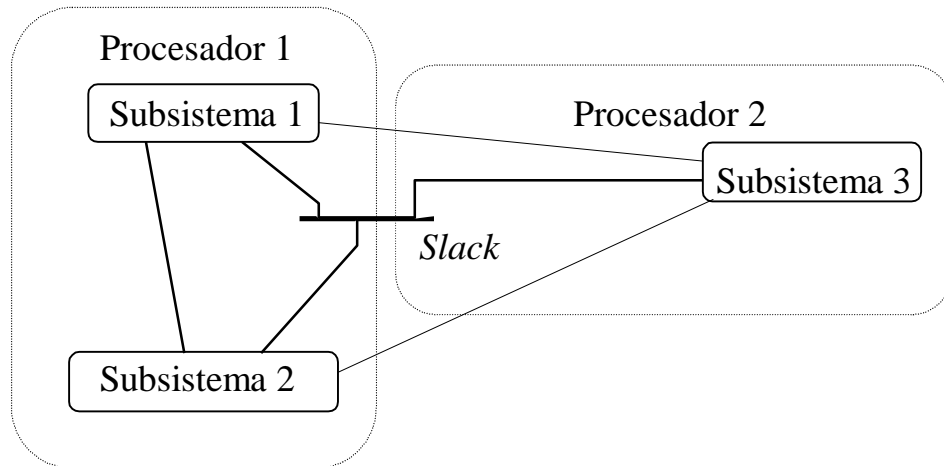 Procesador 1
Subsistema 1
Procesador 2
Subsistema 3
Slack
Subsistema 2